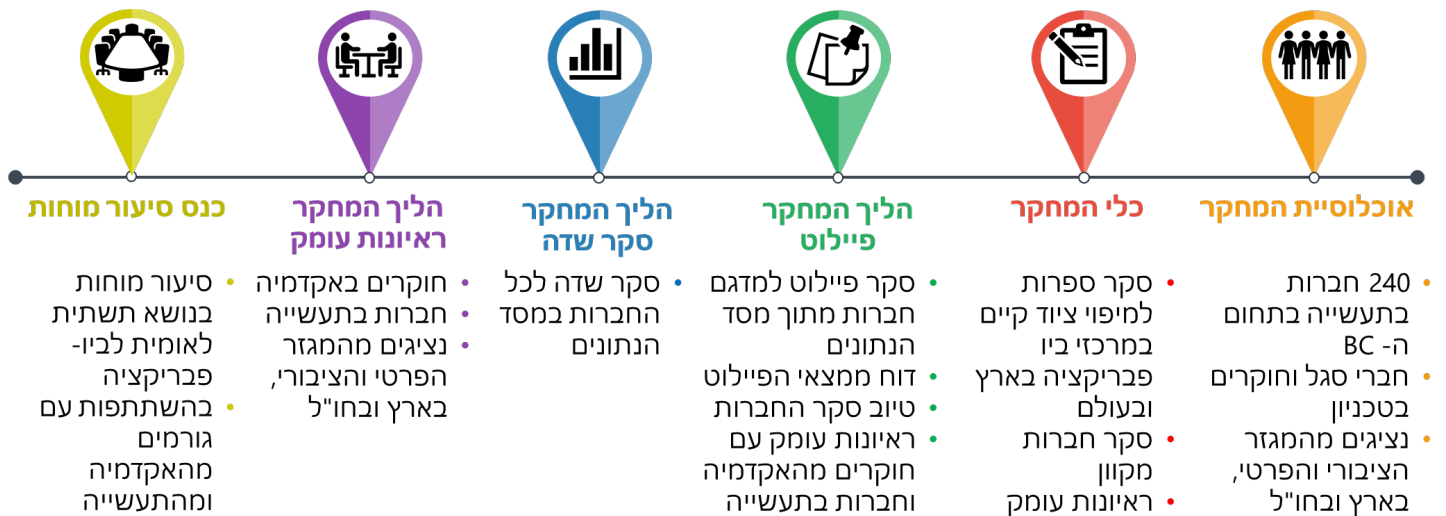 אוכלוסיית המחקר
240 חברות
בתעשייה בתחום
ה- BC
חברי סגל וחוקרים
בטכניון
נציגים מהמגזר
הציבורי והפרטי,
בארץ ובחו"ל
כלי המחקר
סקר ספרות
למיפוי ציוד קיים
במרכזי ביו
פבריקציה בארץ
ובעולם
סקר חברות
מקוון
ראיונות עומק
הליך המחקר
פיילוט
סקר פיילוט למדגם
חברות מתוך מסד
הנתונים
דוח ממצאי הפיילוט
טיוב סקר החברות
ראיונות עומק עם
חוקרים מהאקדמיה
וחברות בתעשייה
הליך המחקר
סקר שדה
סקר שדה לכל
החברות במסד
הנתונים
הליך המחקר
ראיונות עומק
חוקרים באקדמיה
חברות בתעשייה
נציגים מהמגזר
הפרטי והציבורי,
בארץ ובחו"ל
כנס סיעור מוחות
סיעור מוחות
בנושא תשתית
לאומית לביו-
פבריקציה
בהשתתפות עם
גורמים
מהאקדמיה
ומהתעשייה